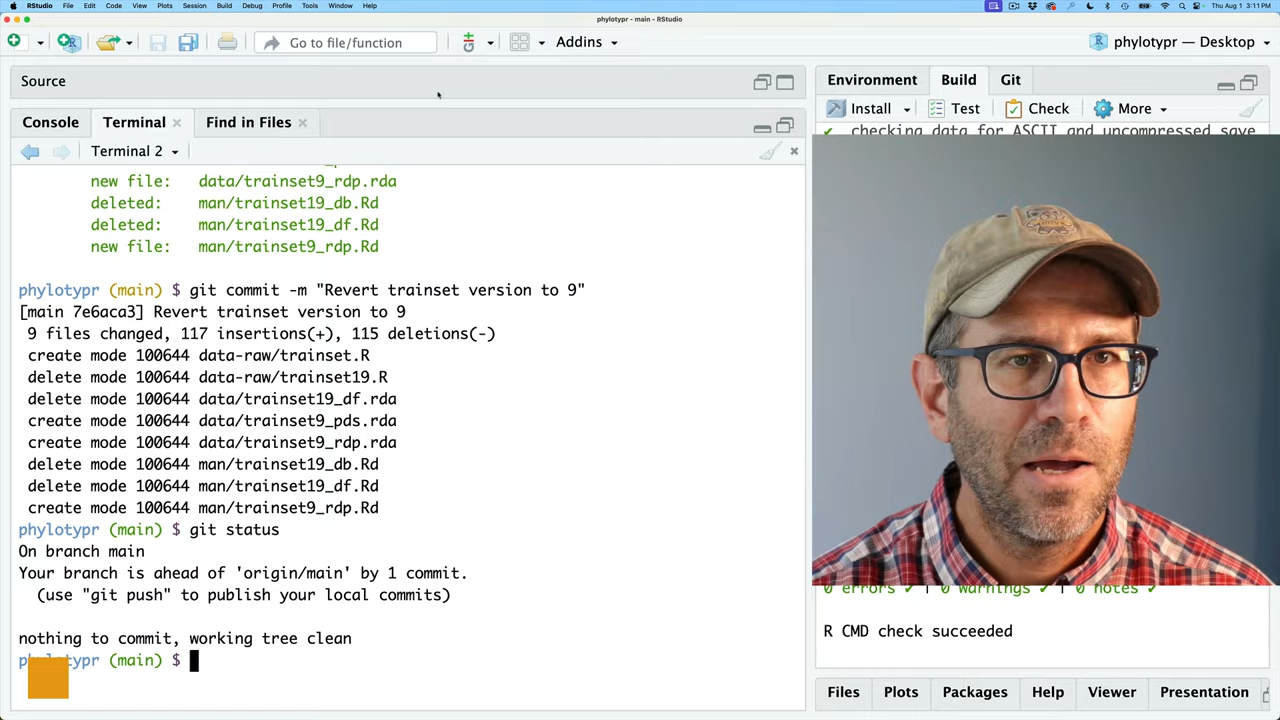 RStudio File Edit Code View Plots Session Build Debug Profile Tools Window Help Thu Aug 1 3:11 PM
phylotypr - main - RStudio
Go to file/function Addins phylotypr — Desktop
Source
Environment Build Git
Console Terminal Find in Files
Install Test Check More
Terminal 2
checking data for ASCII and uncompressed save
new file: data/trainset9_rdp.rda
deleted: man/trainset19_db.Rd
deleted: man/trainset19_df.Rd
new file: man/trainset9_rdp.Rd
phylotypr (main) $ git commit -m "Revert trainset version to 9"
[main 7e6aca3] Revert trainset version to 9
9 files changed, 117 insertions(+), 115 deletions(-)
create mode 100644 data-raw/trainset.R
delete mode 100644 data-raw/trainset19.R
delete mode 100644 data/trainset19_df.rda
create mode 100644 data/trainset9_pds.rda
create mode 100644 data/trainset9_rdp.rda
delete mode 100644 man/trainset19_db.Rd
delete mode 100644 man/trainset19_df.Rd
create mode 100644 man/trainset9_rdp.Rd
phylotypr (main) $ git status
On branch main
Your branch is ahead of 'origin/main' by 1 commit.
(use "git push" to publish your local commits)
nothing to commit, working tree clean
phylotypr (main) $
0 errors ✔ | 0 warnings ✔ | 0 notes ✔
R CMD check succeeded
Files Plots Packages Help Viewer Presentation